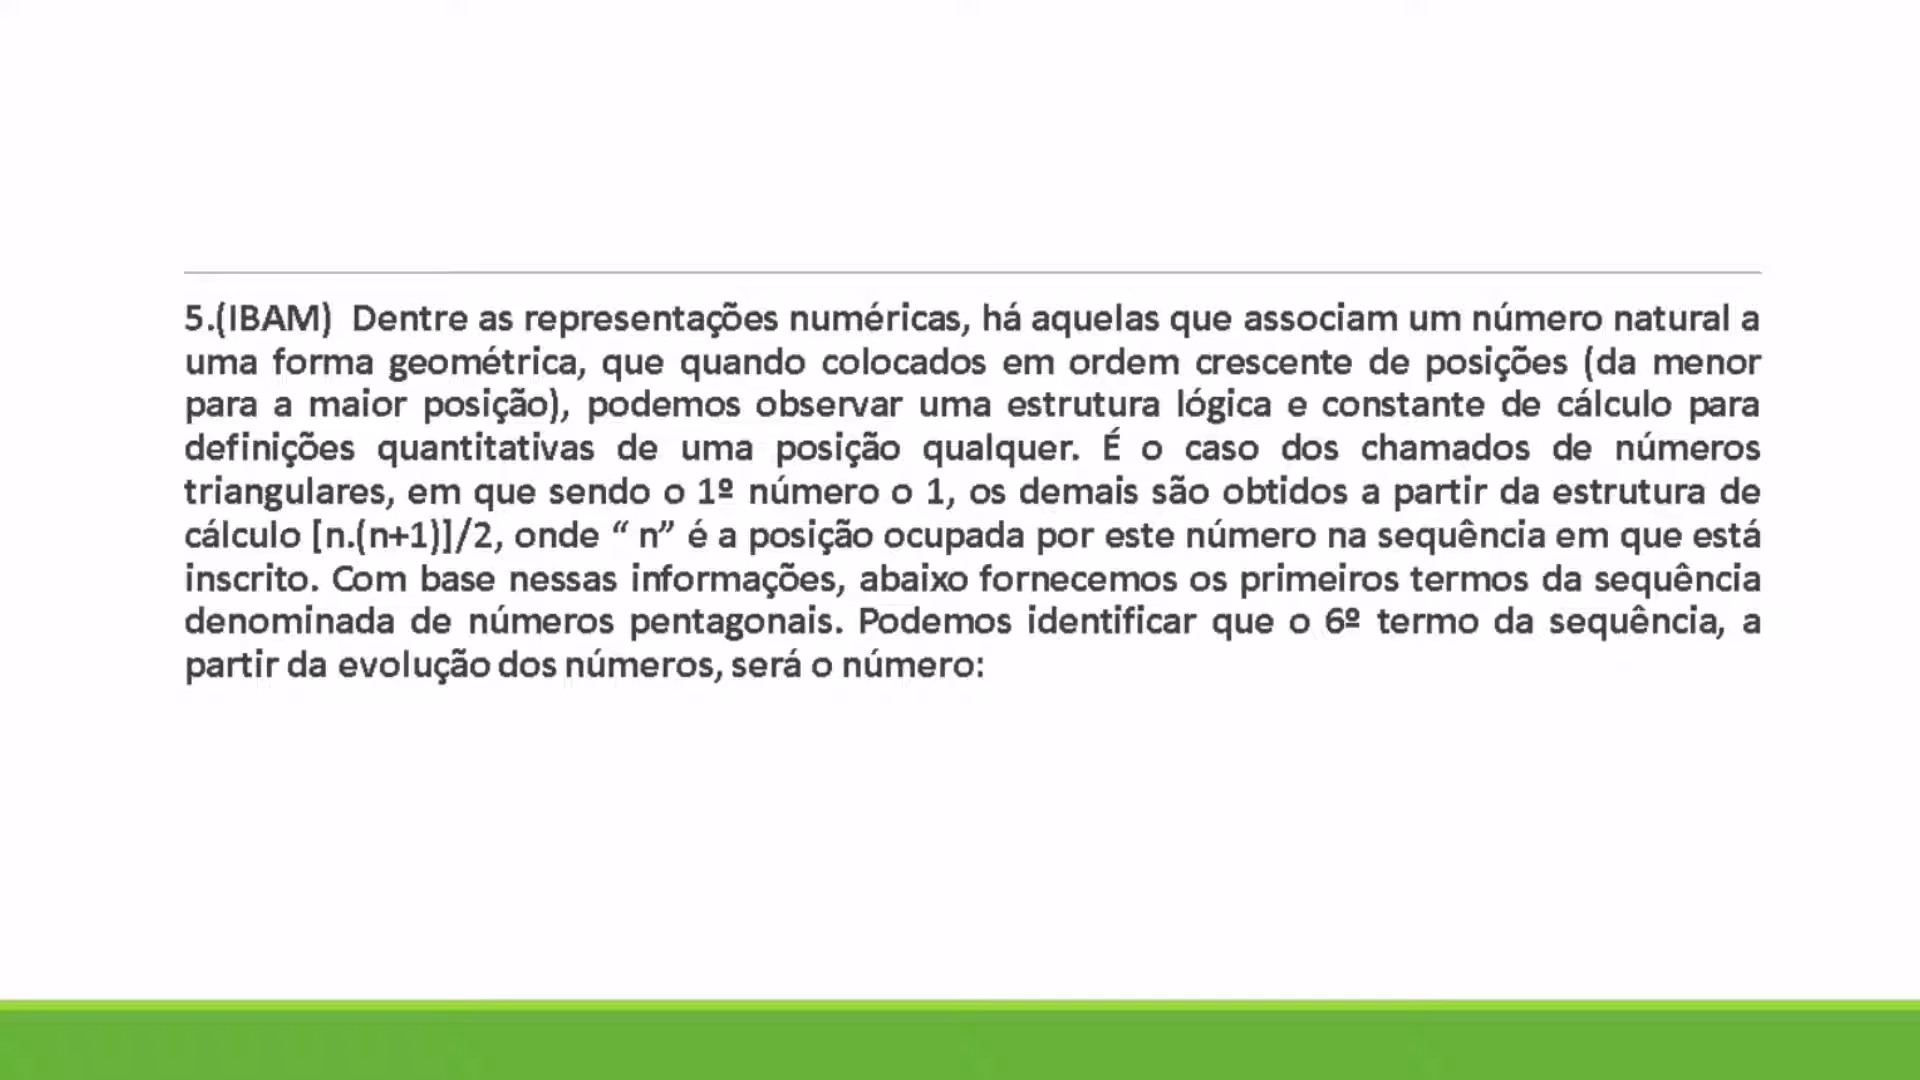 5.(IBAM) Dentre as representações numéricas, há aquelas que associam um número natural a
uma forma geométrica, que quando colocados em ordem crescente de posições (da menor
para a maior posição), podemos observar uma estrutura lógica e constante de cálculo para
definições quantitativas de uma posição qualquer. É o caso dos chamados de números
triangulares, em que sendo o 1º número o 1, os demais são obtidos a partir da estrutura de
cálculo [n.(n+1)]/2, onde “ n” é a posição ocupada por este número na sequência em que está
inscrito. Com base nessas informações, abaixo fornecemos os primeiros termos da sequência
denominada de números pentagonais. Podemos identificar que o 6º termo da sequência, a
partir da evolução dos números, será o número: